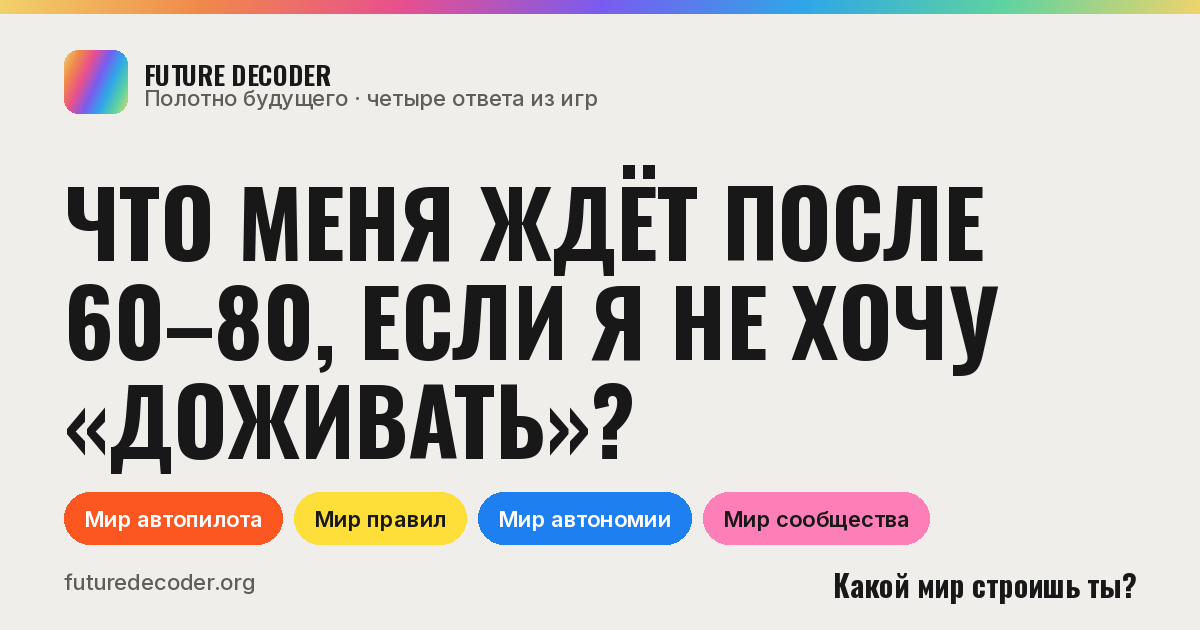 FUTURE DECODER
Полотно будущего · четыре ответа из игр
ЧТО МЕНЯ ЖДЁТ ПОСЛЕ
60–80, ЕСЛИ Я НЕ ХОЧУ
«ДОЖИВАТЬ»?
Мир автопилота Мир правил Мир автономии Мир сообщества
futuredecoder.org
Какой мир строишь ты?